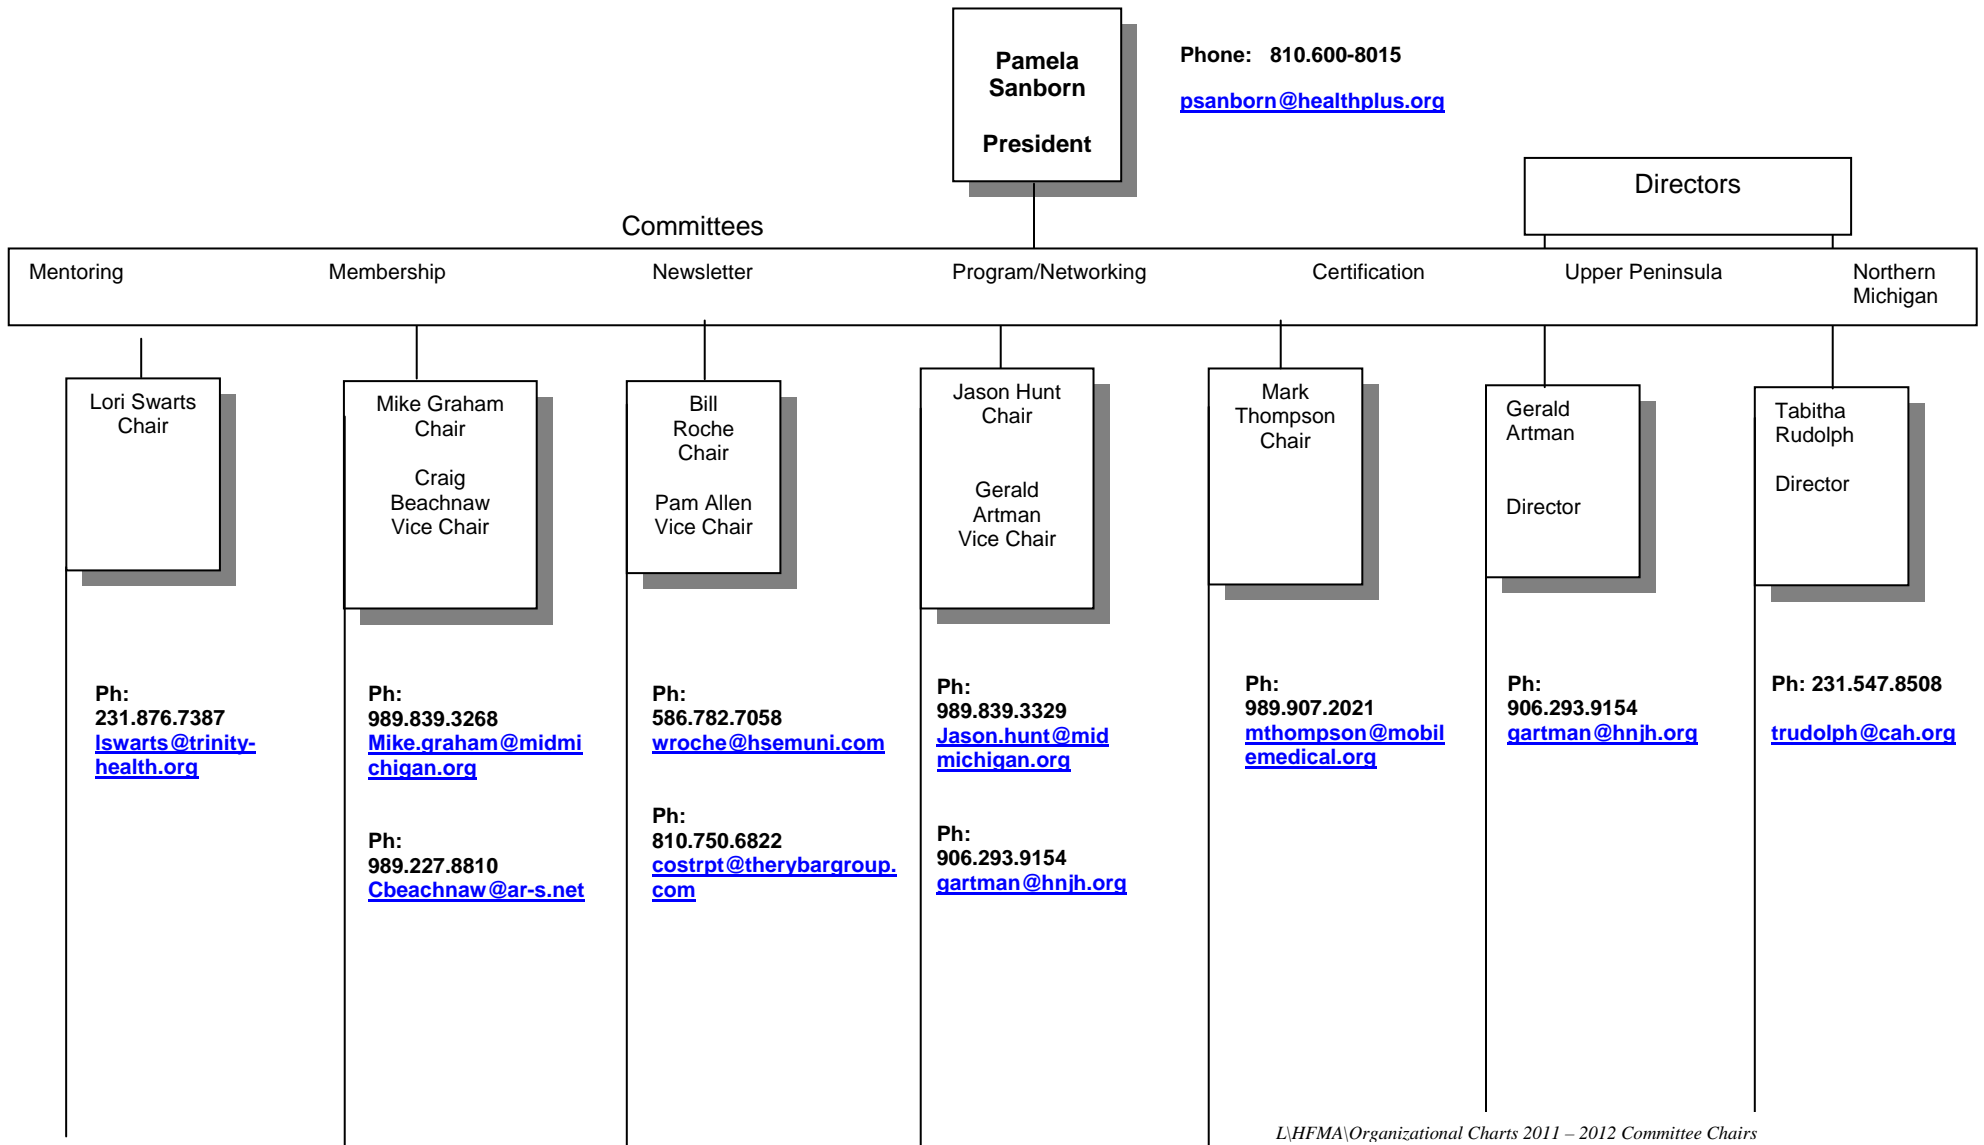 Pamela
Sanborn
President
Phone: 810.600-8015
psanborn@healthplus.org
Directors
Committees
Mentoring
Membership
Newsletter
Program/Networking
Certification
Upper Peninsula
Northern
Michigan
Lori Swarts
Chair
Mike Graham
Chair
Craig
Beachnaw
Vice Chair
Bill
Roche
Chair
Pam Allen
Vice Chair
Jason Hunt
Chair
Gerald
Artman
Vice Chair
Mark
Thompson
Chair
Gerald
Artman
Director
Tabitha
Rudolph
Director
Ph:
231.876.7387
lswarts@trinity-
health.org
Ph:
989.839.3268
Mike.graham@midmi
chigan.org
Ph:
989.227.8810
Cbeachnaw@ar-s.net
Ph:
586.782.7058
wroche@hsemuni.com
Ph:
810.750.6822
costrpt@therybargroup.
com
Ph:
989.839.3329
Jason.hunt@mid
michigan.org
Ph:
906.293.9154
gartman@hnjh.org
Ph:
989.907.2021
mthompson@mobil
emedical.org
Ph:
906.293.9154
gartman@hnjh.org
Ph: 231.547.8508
trudolph@cah.org
L\HFMA\Organizational Charts 2011 – 2012 Committee Chairs